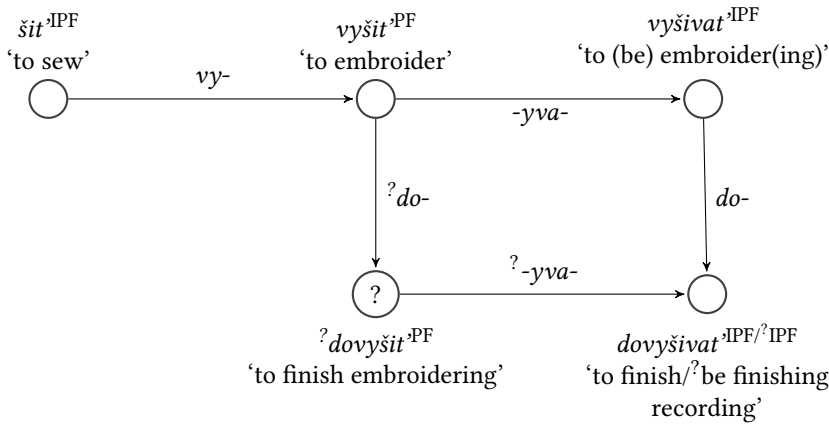 šit’IPF
‘to sew’
vy-
vyšit’PF
‘to embroider’
-yva-
vyšivat’IPF
‘to (be) embroider(ing)’
?do-
do-
?
?-yva-
?dovyšit’PF
‘to finish embroidering’
dovyšivat’IPF/?IPF
‘to finish/?be finishing
recording’